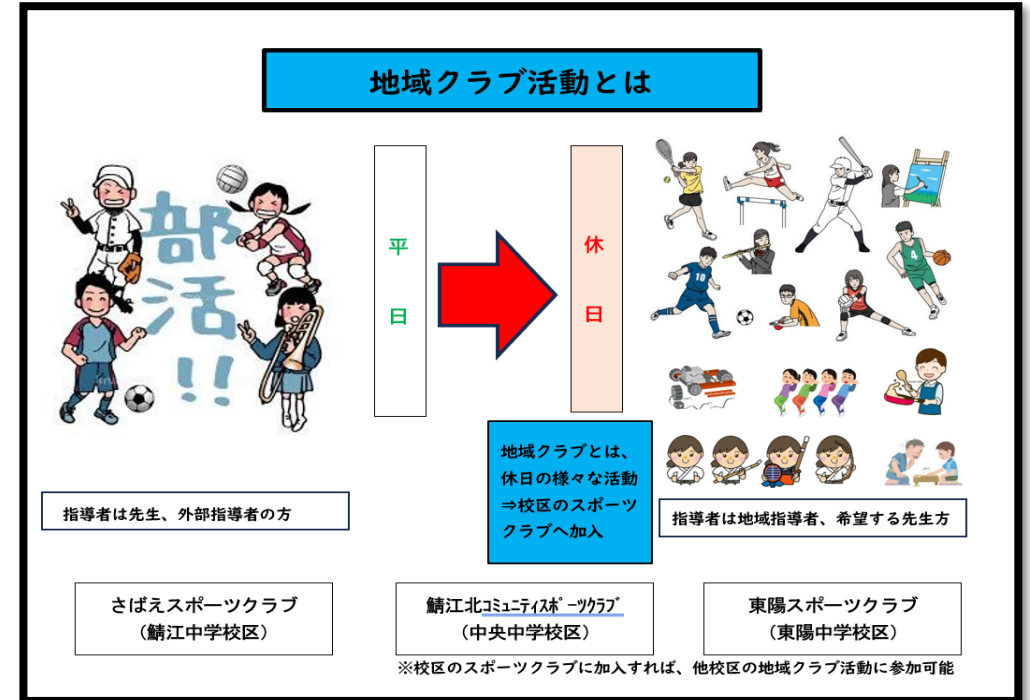 地域クラブ活動とは
部
活
!!
平
日
休
日
10
4
地域クラブとは、
休日の様々な活動
⇒校区のスポーツ
クラブへ加入
指導者は先生、外部指導者の方
指導者は地域指導者、希望する先生方
さばえスポーツクラブ
（鯖江中学校区）
鯖江北ｺﾐｭﾆﾃｨｽﾎﾟｰﾂｸﾗﾌﾞ
（中央中学校区）
東陽スポーツクラブ
（東陽中学校区）
※校区のスポーツクラブに加入すれば、他校区の地域クラブ活動に参加可能